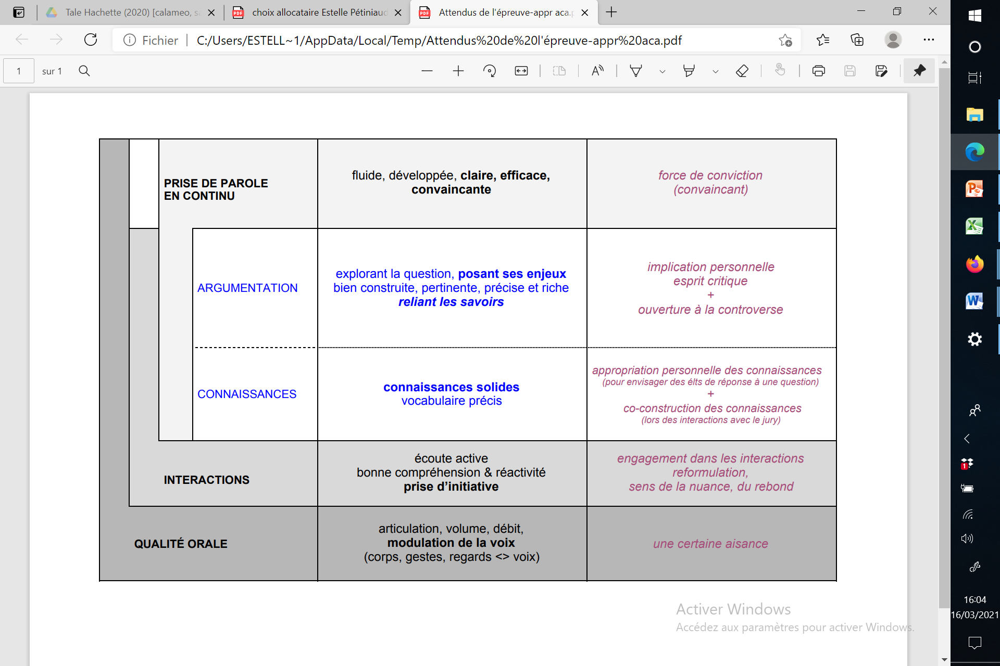 Tale Hachette (2020) [calameo, s
choix allocataire Estelle Pétiniaud
Attendus de l'épreuve-appr aca.p
Fichier
C:/Users/ESTELL~1/AppData/Local/Temp/Attendus%20de%20l'épreuve-appr%20aca.pdf
1
sur 1
PRISE DE PAROLE
EN CONTINU
fluide, développée, claire, efficace,
convaincante
force de conviction
(convaincant)
ARGUMENTATION
explorant la question, posant ses enjeux
bien construite, pertinente, précise et riche
reliant les savoirs
implication personnelle
esprit critique
+
ouverture à la controverse
CONNAISSANCES
connaissances solides
vocabulaire précis
appropriation personnelle des connaissances
(pour envisager des élts de réponse à une question)
+
co-construction des connaissances
(lors des interactions avec le jury)
INTERACTIONS
écoute active
bonne compréhension & réactivité
prise d’initiative
engagement dans les interactions
reformulation,
sens de la nuance, du rebond
QUALITÉ ORALE
articulation, volume, débit,
modulation de la voix
(corps, gestes, regards <> voix)
une certaine aisance
Activer Windows
Accédez aux paramètres pour activer Windows.
1
16:04
16/03/2021